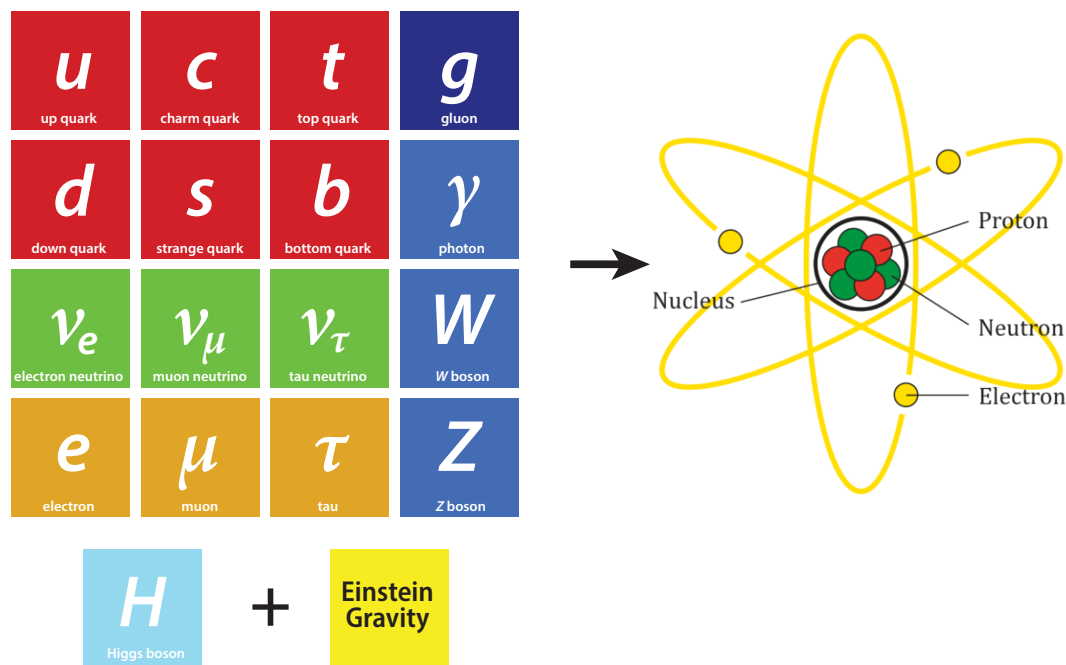 u
up quark
c
charm quark
t
top quark
g
gluon
d
down quark
s
strange quark
b
bottom quark
γ
photon
νe
electron neutrino
νμ
muon neutrino
ντ
tau neutrino
W
W boson
e
electron
μ
muon
τ
tau
Z
Z boson
H
Higgs boson
+
Einstein
Gravity
Proton
Nucleus
Neutron
Electron